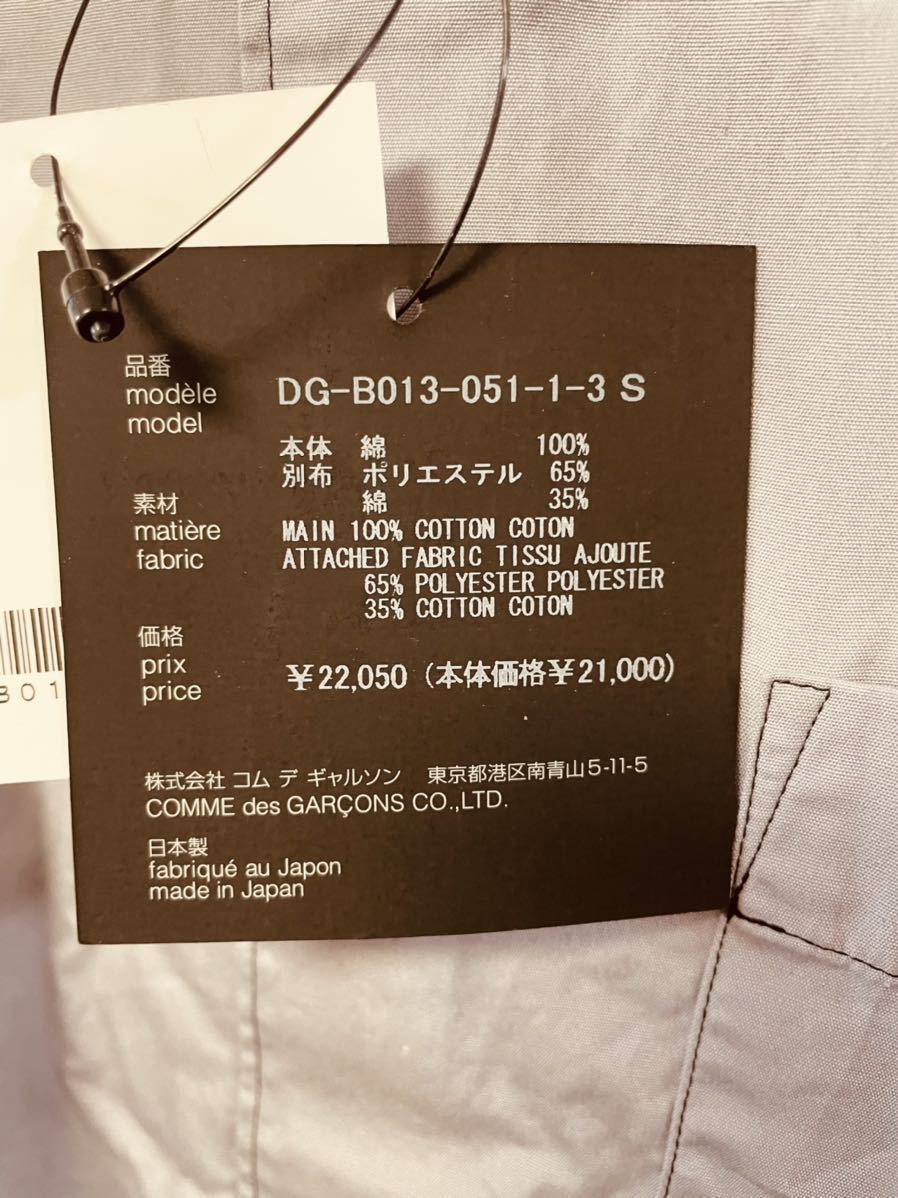 品番
modèle
model
DG-B013-051-1-3 S
本体 綿 100%
別布 ポリエステル 65%
綿 35%
素材
matière
fabric
MAIN 100% COTTON COTON
ATTACHED FABRIC TISSU AJOUTE
65% POLYESTER POLYESTER
35% COTTON COTON
価格
prix
price
¥22,050 (本体価格¥21,000)
株式会社 コム デ ギャルソン 東京都港区南青山5-11-5
COMME des GARÇONS CO.,LTD.
日本製
fabriqué au Japon
made in Japan
B01